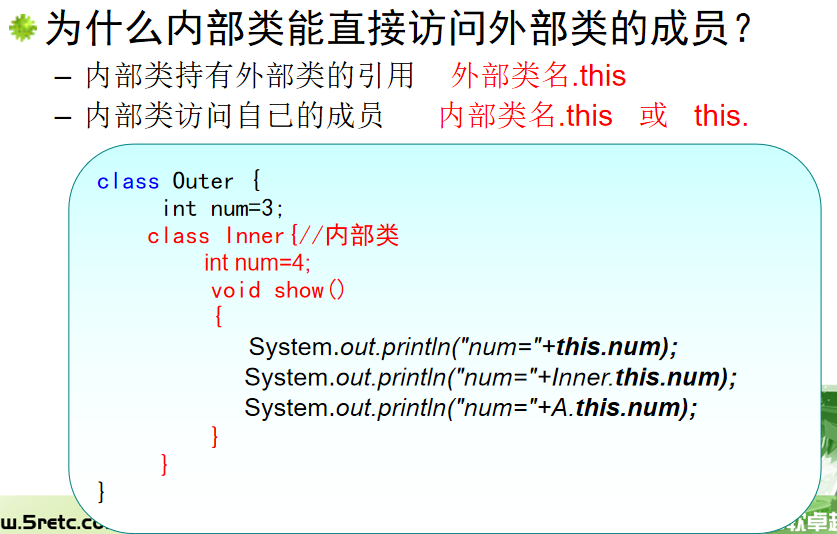 为什么内部类能直接访问外部类的成员？
– 内部类持有外部类的引用 外部类名.this
– 内部类访问自已的成员 内部类名.this 或 this.
class Outer {
int num=3;
class Inner{//内部类
int num=4;
void show()
{
System.out.println("num="+this.num);
System.out.println("num="+Inner.this.num);
System.out.println("num="+A.this.num);
}
}
}
w.5retc.co
软卓越